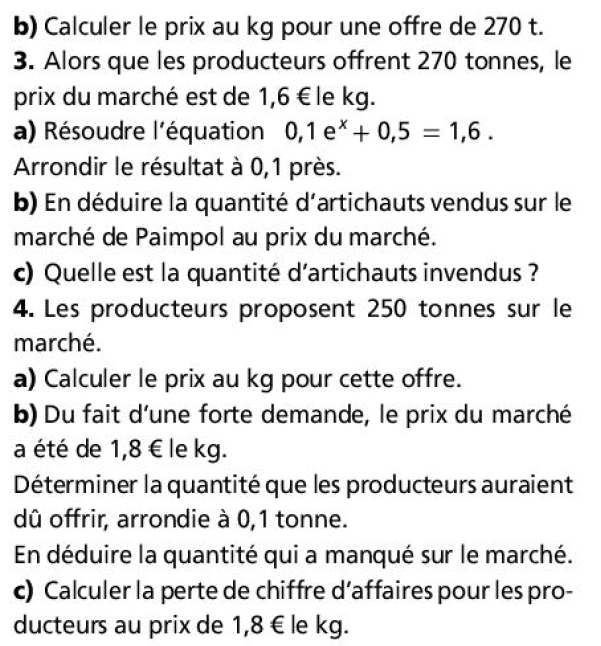 b) Calculer le prix au kg pour une offre de 270 t.
3. Alors que les producteurs offrent 270 tonnes, le
prix du marché est de 1,6 € le kg.
a) Résoudre l'équation 0,1 eˣ + 0,5 = 1,6 .
Arrondir le résultat à 0,1 près.
b) En déduire la quantité d'artichauts vendus sur le
marché de Paimpol au prix du marché.
c) Quelle est la quantité d'artichauts invendus ?
4. Les producteurs proposent 250 tonnes sur le
marché.
a) Calculer le prix au kg pour cette offre.
b) Du fait d'une forte demande, le prix du marché
a été de 1,8 € le kg.
Déterminer la quantité que les producteurs auraient
dû offrir, arrondie à 0,1 tonne.
En déduire la quantité qui a manqué sur le marché.
c) Calculer la perte de chiffre d'affaires pour les pro-
ducteurs au prix de 1,8 € le kg.